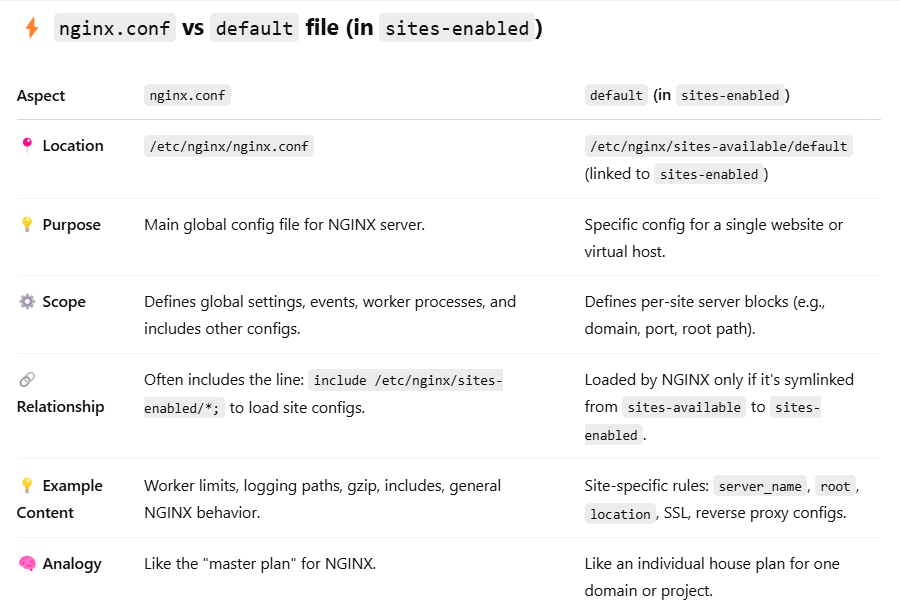 ⚡ nginx.conf vs default file (in sites-enabled)
Aspect nginx.conf default (in sites-enabled)
📍 Location /etc/nginx/nginx.conf /etc/nginx/sites-available/default
(linked to sites-enabled)
💡 Purpose Main global config file for NGINX server. Specific config for a single website or
virtual host.
⚙️ Scope Defines global settings, events, worker processes, and Defines per-site server blocks (e.g.,
includes other configs. domain, port, root path).
🔗 Often includes the line: include /etc/nginx/sites- Loaded by NGINX only if it's symlinked
Relationship enabled/*; to load site configs. from sites-available to sites-
enabled.
💡 Example Worker limits, logging paths, gzip, includes, general Site-specific rules: server_name, root,
Content NGINX behavior. location, SSL, reverse proxy configs.
🧠 Analogy Like the "master plan" for NGINX. Like an individual house plan for one
domain or project.